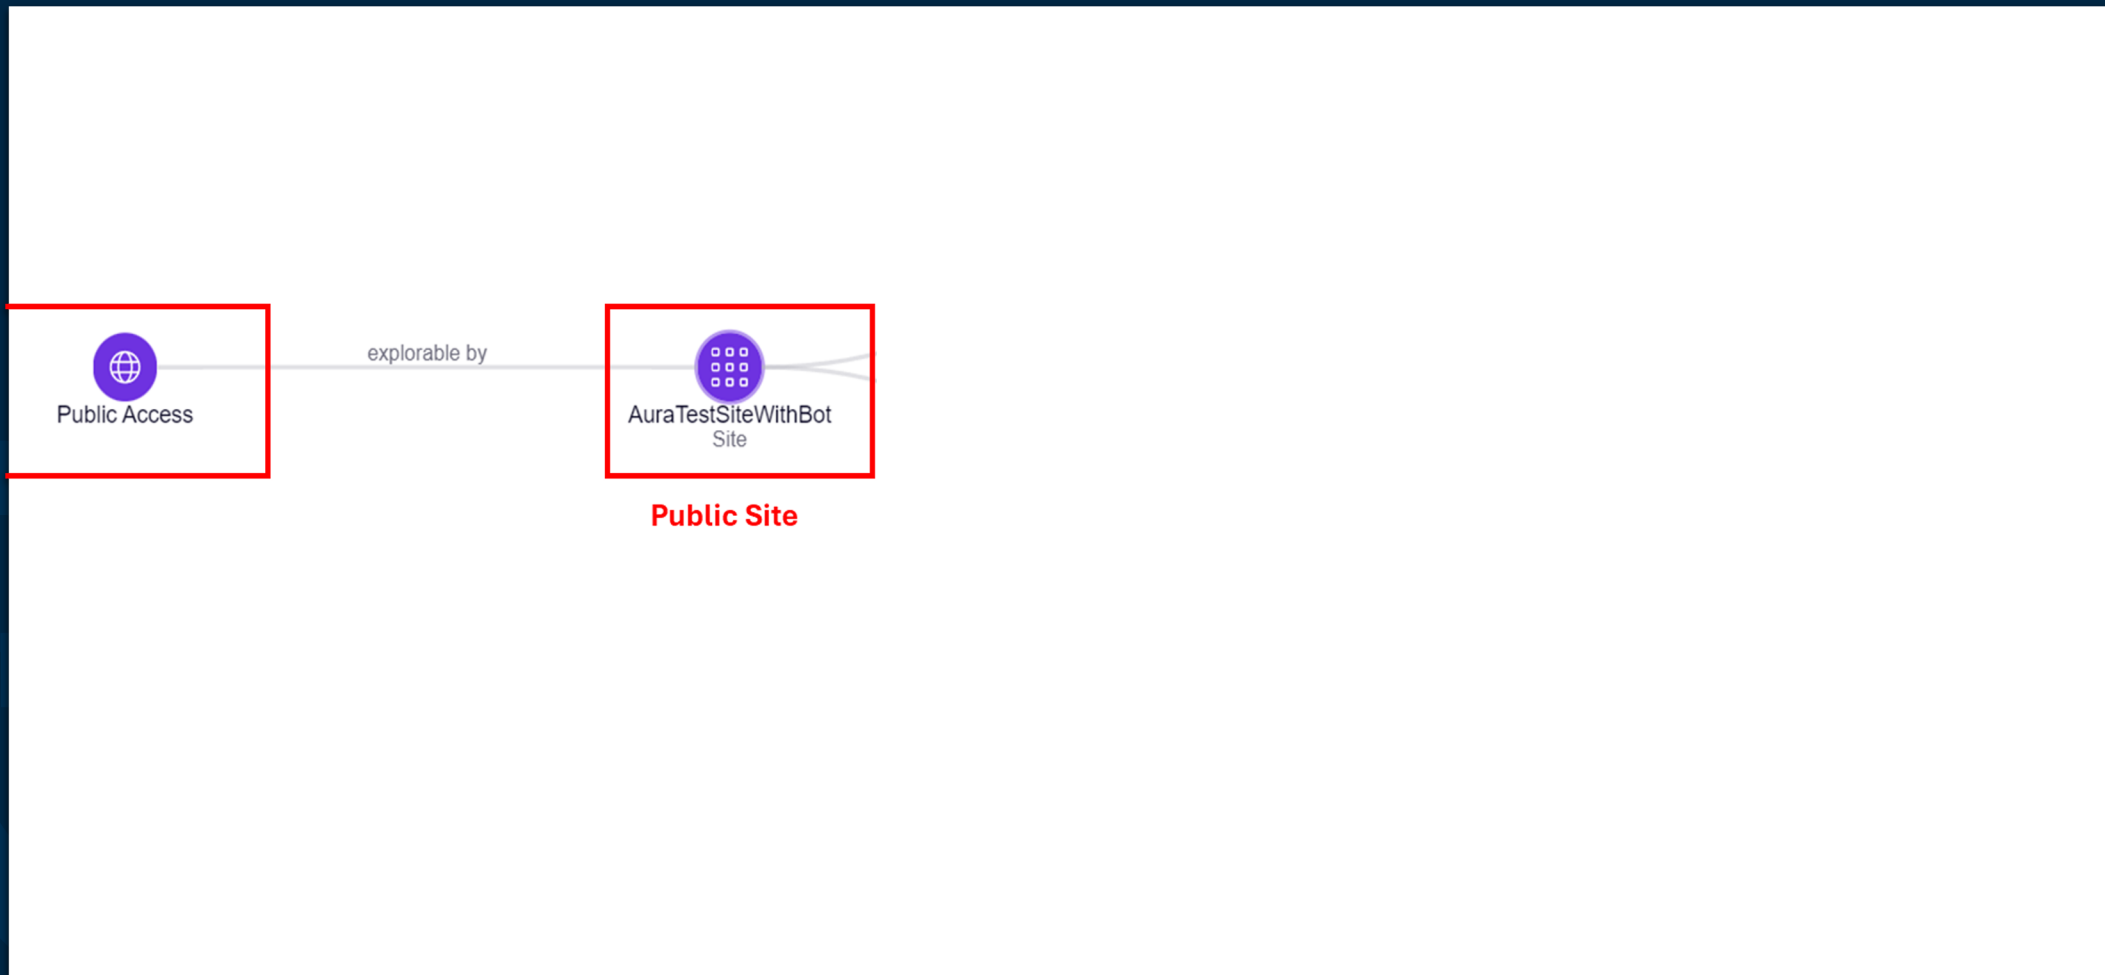 explorable by
Public Access
AuraTestSiteWithBot
Site
Public Site